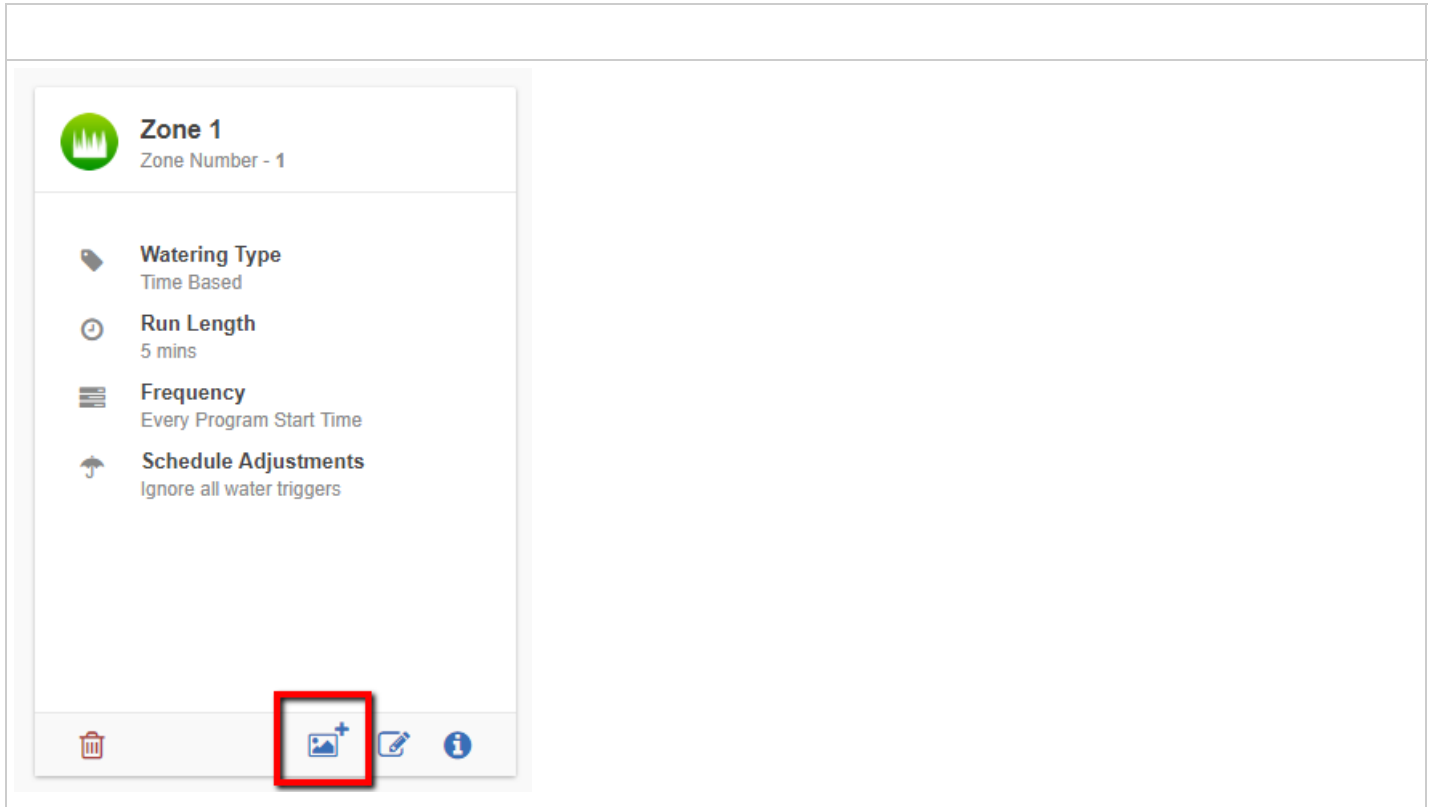 Zone 1
Zone Number - 1
Watering Type
Time Based
Run Length
5 mins
Frequency
Every Program Start Time
Schedule Adjustments
Ignore all water triggers